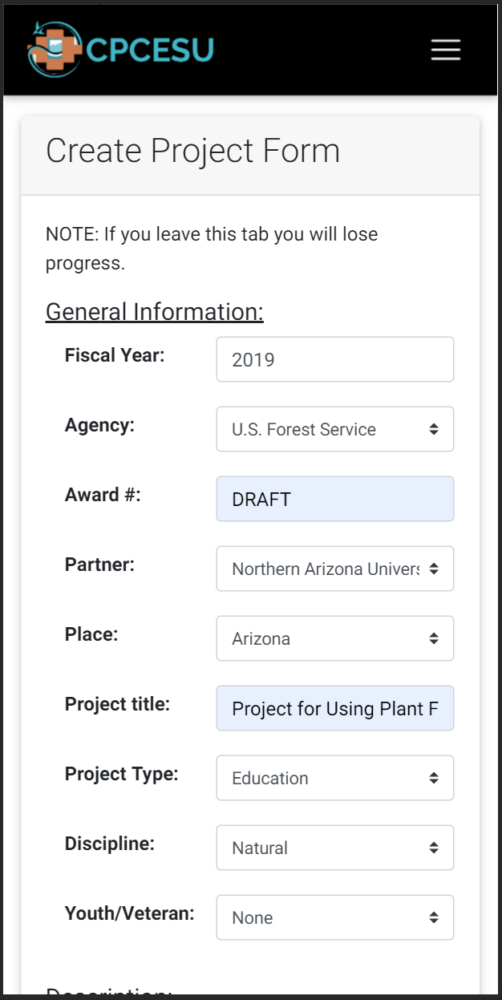 CPCESU
Create Project Form
NOTE: If you leave this tab you will lose
progress.
General Information:
Fiscal Year: 2019
Agency: U.S. Forest Service
Award #: DRAFT
Partner: Northern Arizona Univers
Place: Arizona
Project title: Project for Using Plant F
Project Type: Education
Discipline: Natural
Youth/Veteran: None
Description: